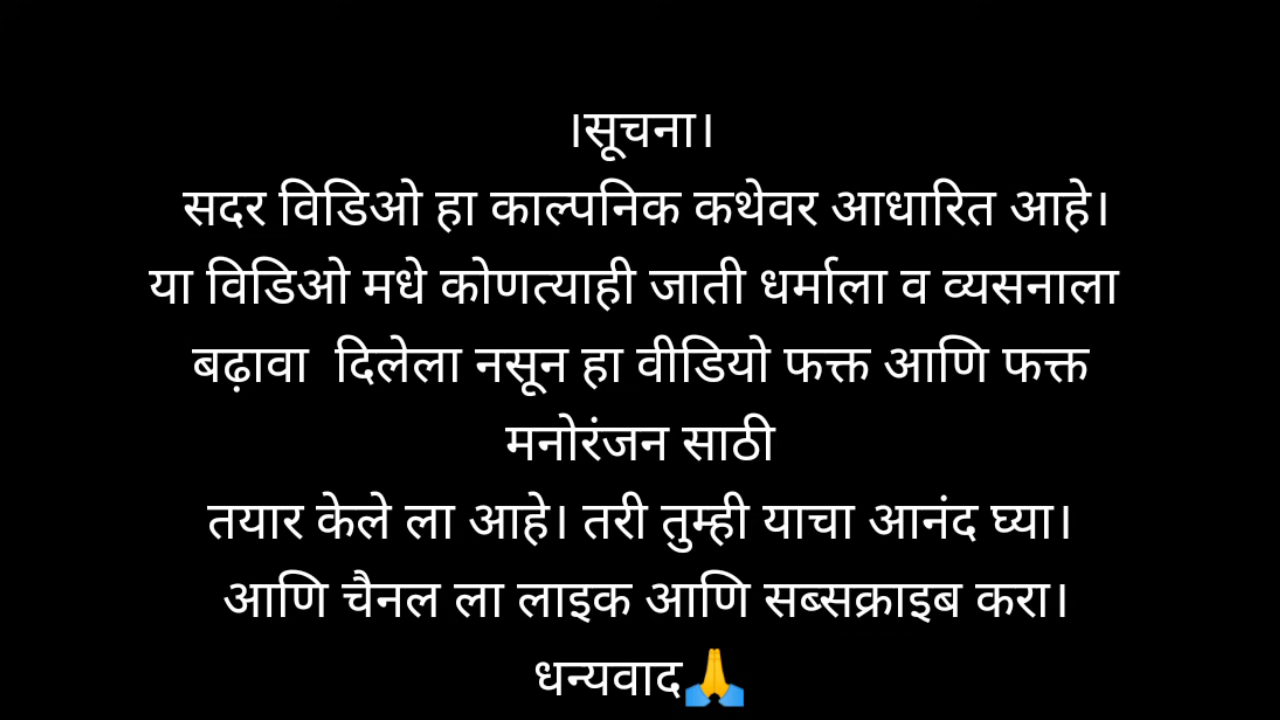 ।सूचना।
सदर विडिओ हा काल्पनिक कथेवर आधारित आहे।
या विडिओ मधे कोणत्याही जाती धर्माला व व्यसनाला
बढ़ावा  दिलेला नसून हा वीडियो फक्त आणि फक्त
मनोरंजन साठी
तयार केले ला आहे। तरी तुम्ही याचा आनंद घ्या।
आणि चैनल ला लाइक आणि सब्सक्राइब करा।
धन्यवाद🙏